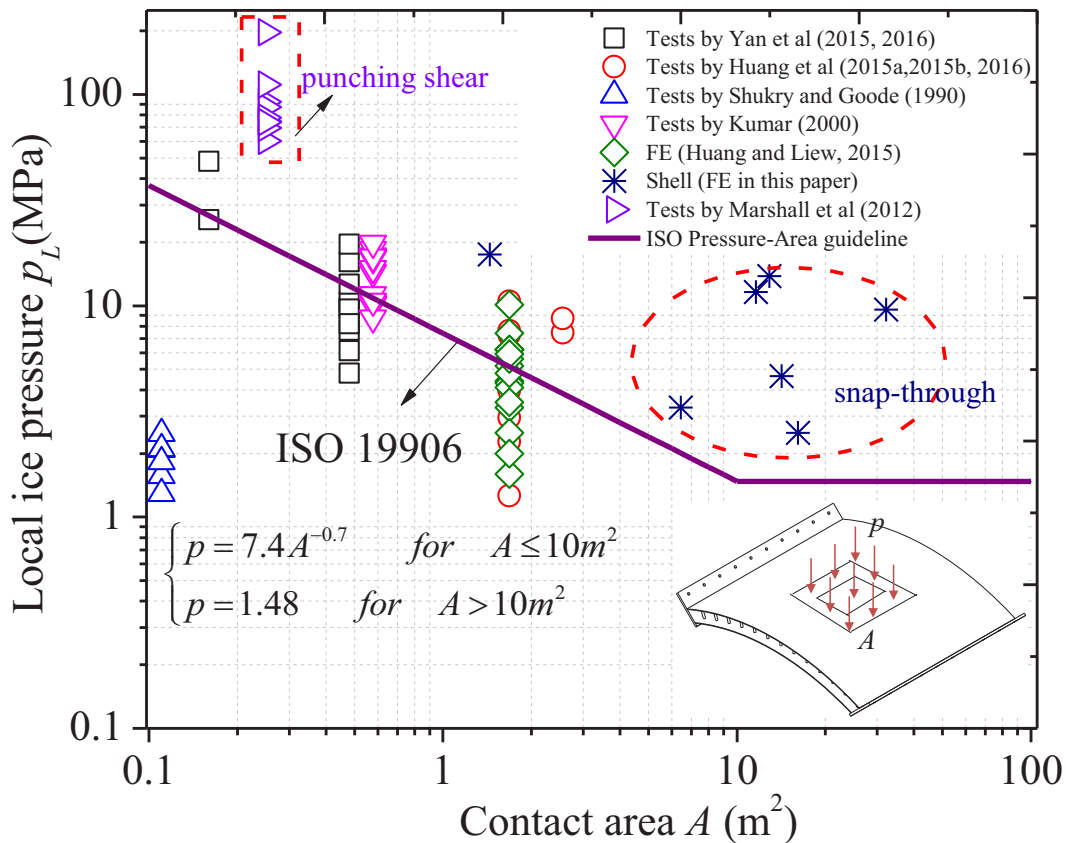 Tests by Yan et al (2015, 2016)
Tests by Huang et al (2015a,2015b, 2016)
Tests by Shukry and Goode (1990)
Tests by Kumar (2000)
FE (Huang and Liew, 2015)
Shell (FE in this paper)
Tests by Marshall et al (2012)
ISO Pressure-Area guideline
punching shear
snap-through
ISO 19906
p = 7.4A^{-0.7} for A ≤ 10m^2
p = 1.48 for A > 10m^2
p
A
Local ice pressure p_L(MPa)
100
10
1
0.1
0.1 1 10 100
Contact area A (m^2)